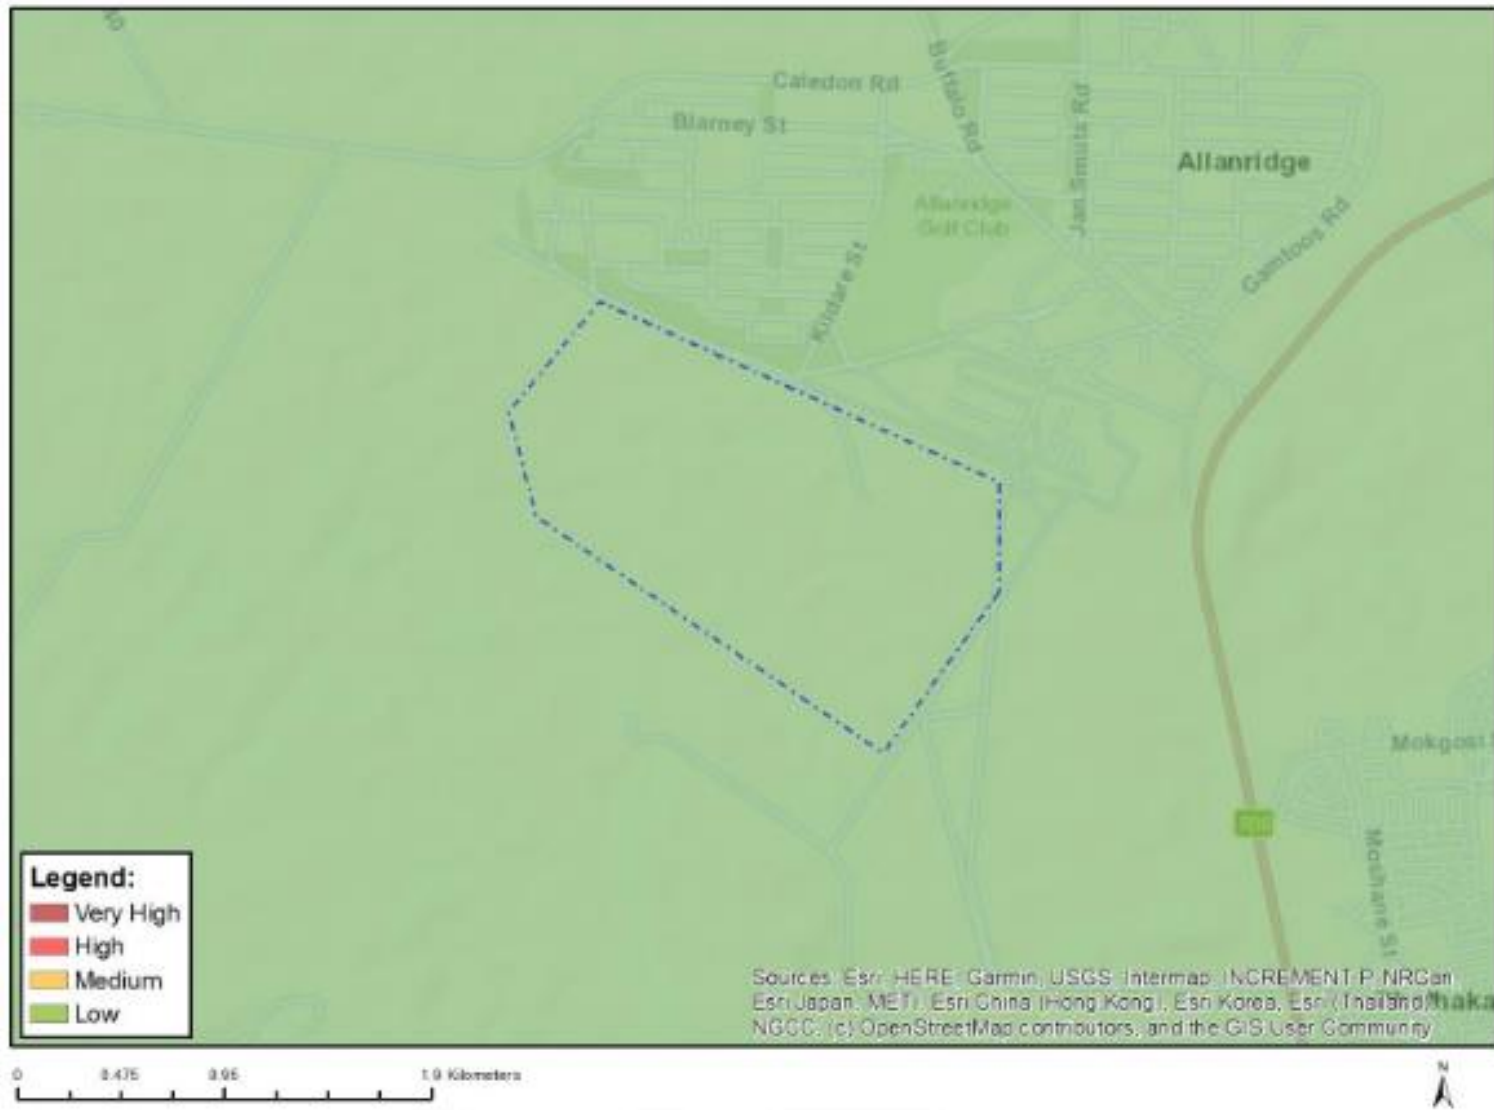 Caledon Rd
Buffalo Rd
Blarney St
Jan Smuts Rd
Allanridge
Allanridge
Golf Club
Gamtoos Rd
Kildare St
Mokgosi
Moshane St
Legend:
Very High
High
Medium
Low
Sources: Esri, HERE, Garmin, USGS, Intermap, INCREMENT P, NRCan,
Esri Japan, METI, Esri China (Hong Kong), Esri Korea, Esri (Thailand),
NGCC, (c) OpenStreetMap contributors, and the GIS User Community
0 0.475 0.95 1.9 Kilometers
N